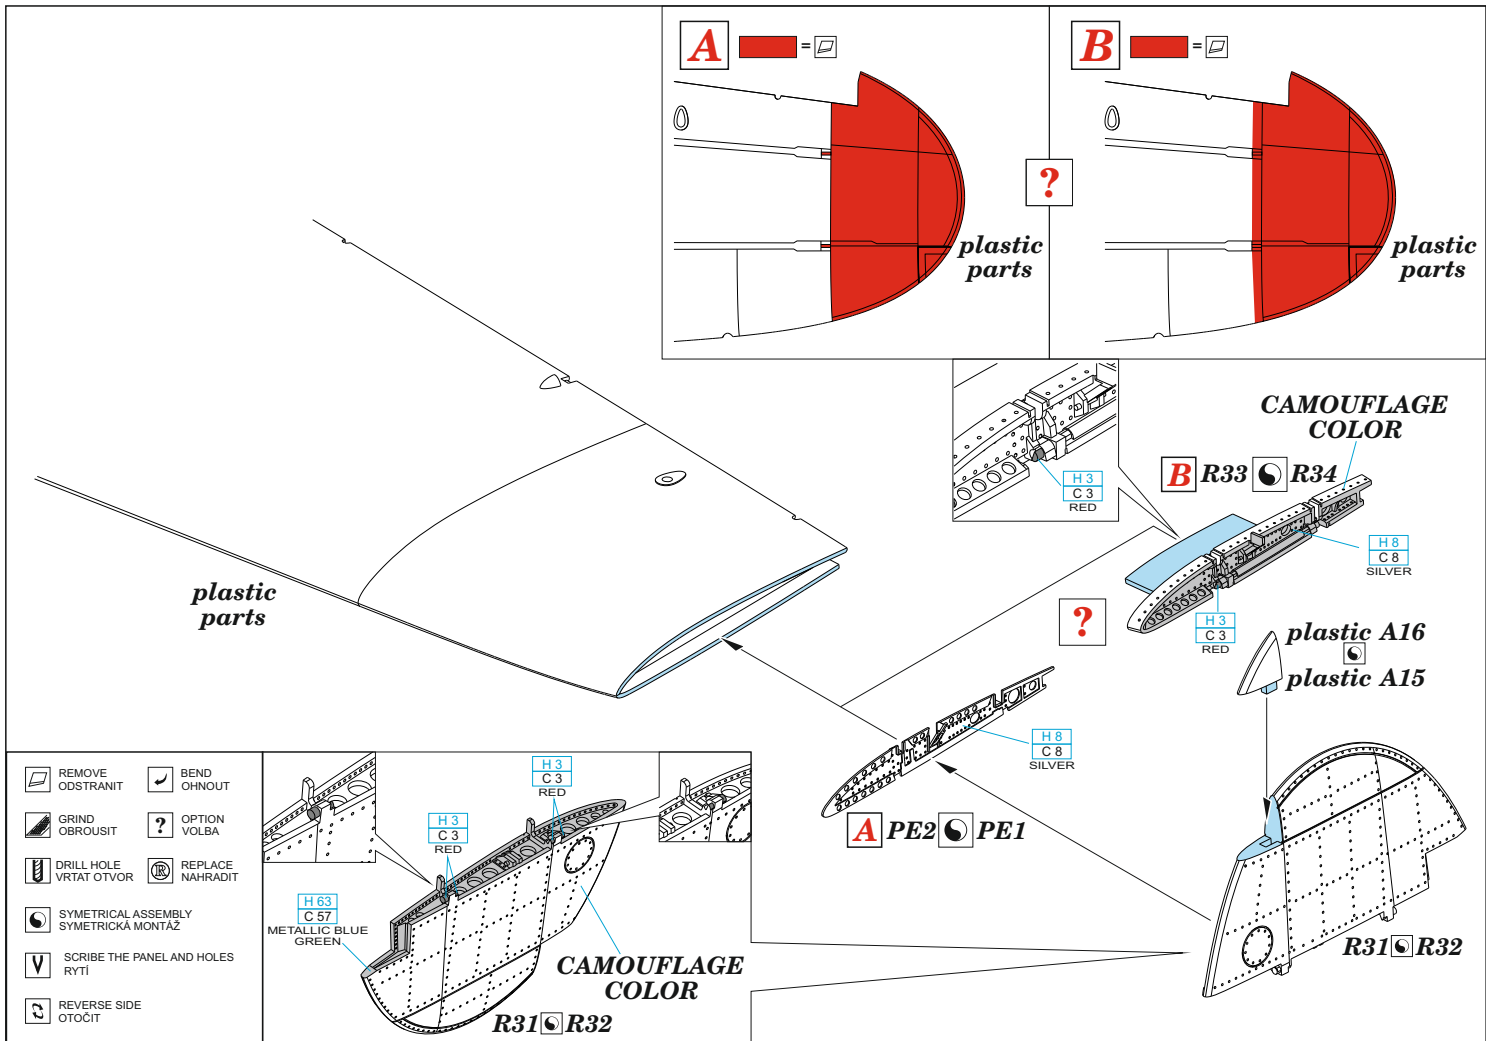 A
=
B
=
?
plastic
parts
plastic
parts
CAMOUFLAGE
COLOR
B R33 R34
H 3
C 3
RED
H 8
C 8
SILVER
H 3
C 3
RED
?
plastic A16
plastic A15
plastic
parts
H 8
C 8
SILVER
A PE2 PE1
R31 R32
REMOVE
ODSTRANIT
BEND
OHNOUT
GRIND
OBROUSIT
?
OPTION
VOLBA
DRILL HOLE
VRTAT OTVOR
R
REPLACE
NAHRADIT
SYMETRICAL ASSEMBLY
SYMETRICKÁ MONTÁŽ
SCRIBE THE PANEL AND HOLES
RYTÍ
REVERSE SIDE
OTOČIT
H 3
C 3
RED
H 3
C 3
RED
H 63
C 57
METALLIC BLUE
GREEN
CAMOUFLAGE
COLOR
R31 R32